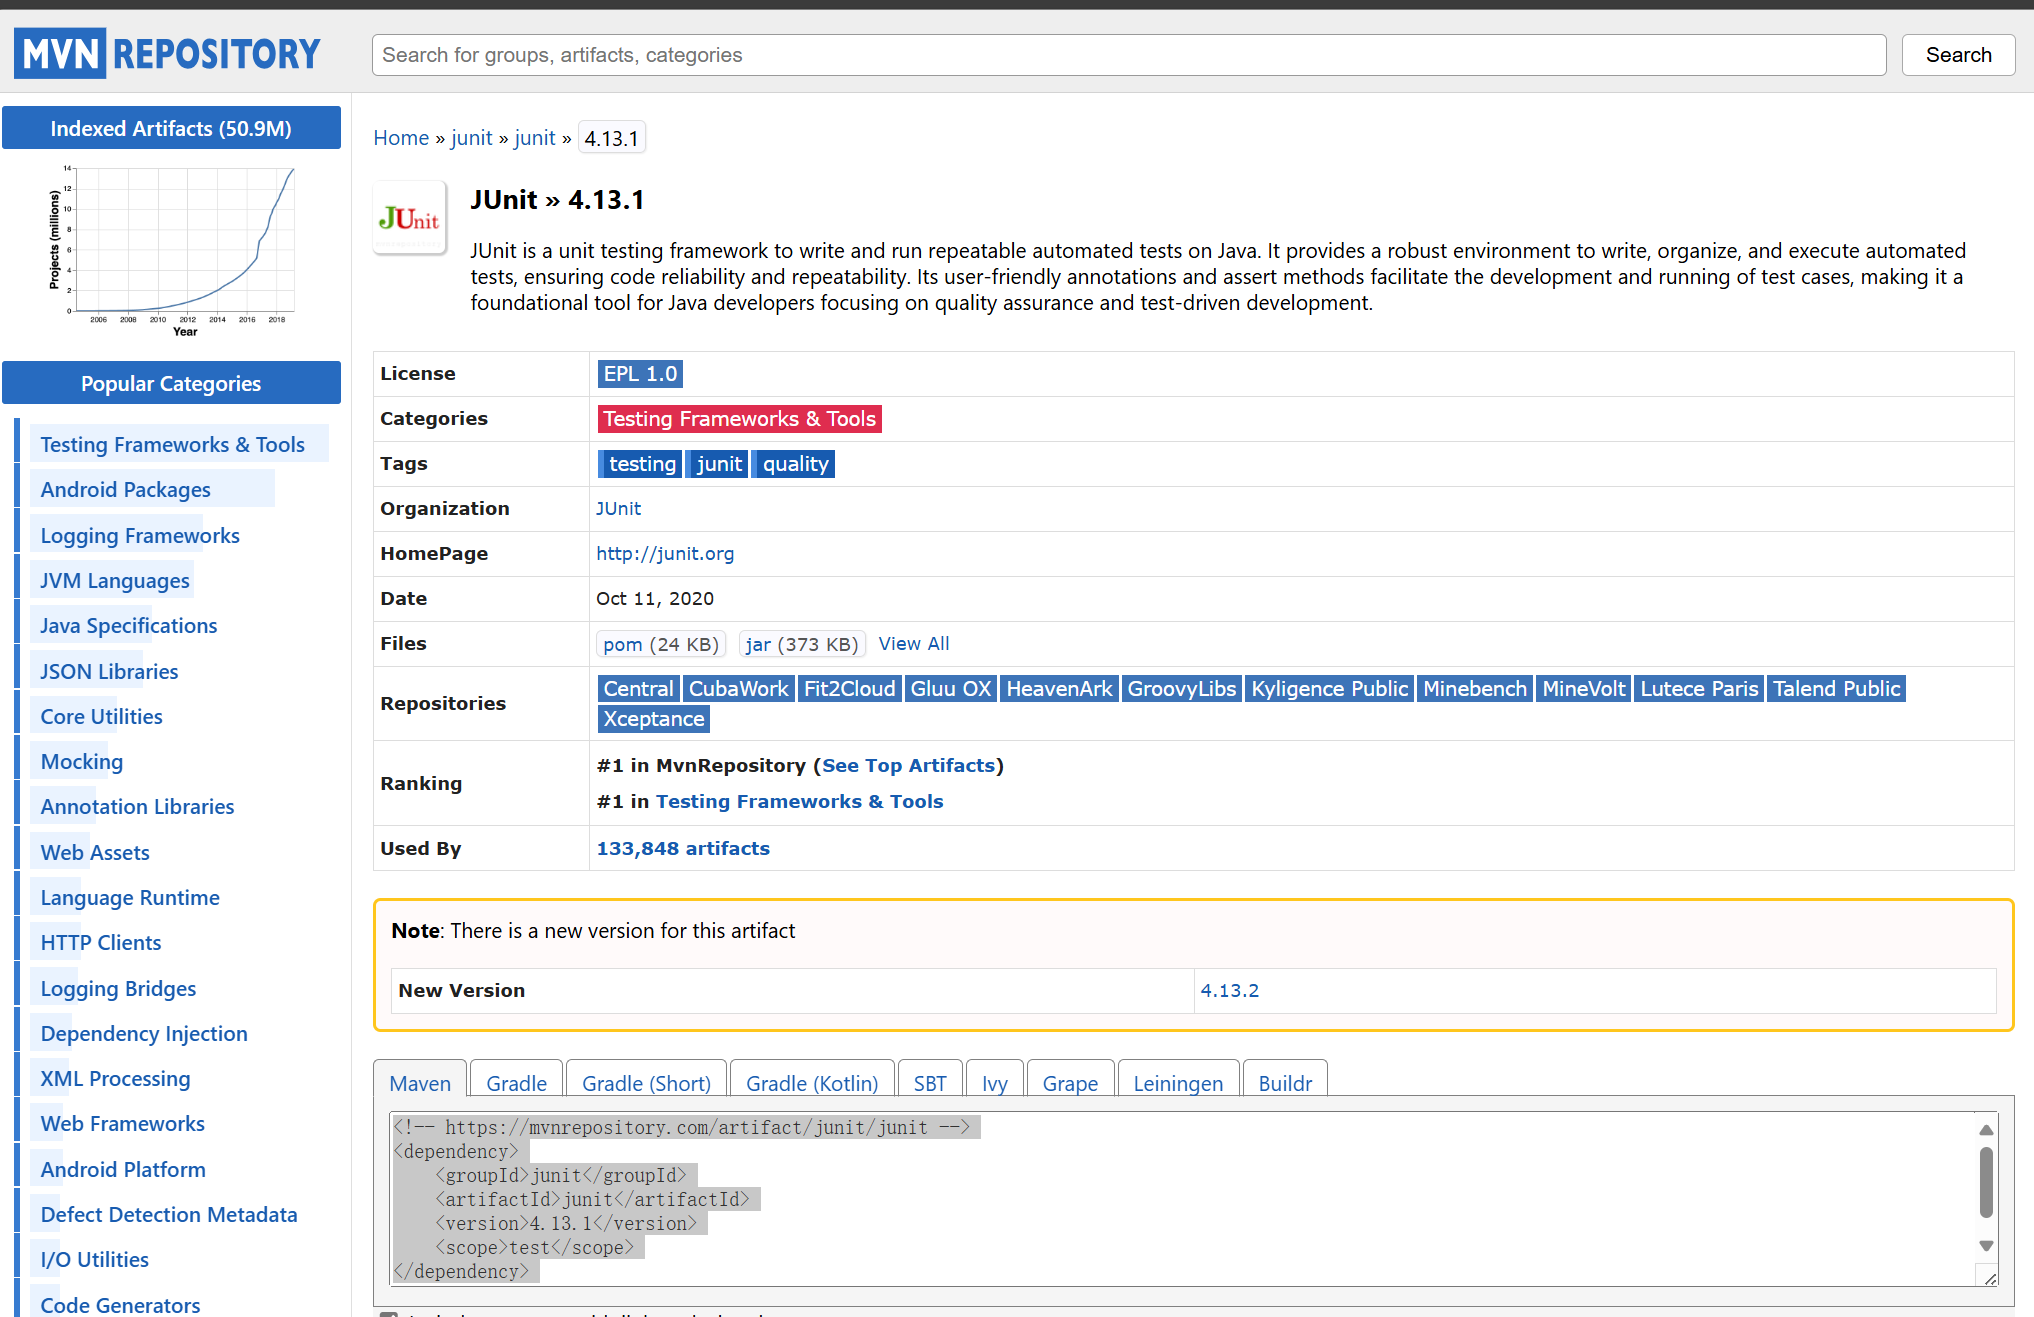 MVN REPOSITORY
Search for groups, artifacts, categories
Search
Indexed Artifacts (50.9M)
Projects (millions)
14
12
10
8
6
4
2
0
2006 2008 2010 2012 2014 2016 2018
Year
Popular Categories
Testing Frameworks & Tools
Android Packages
Logging Frameworks
JVM Languages
Java Specifications
JSON Libraries
Core Utilities
Mocking
Annotation Libraries
Web Assets
Language Runtime
HTTP Clients
Logging Bridges
Dependency Injection
XML Processing
Web Frameworks
Android Platform
Defect Detection Metadata
I/O Utilities
Code Generators
Home » junit » junit » 4.13.1
JUnit
JUnit » 4.13.1
JUnit is a unit testing framework to write and run repeatable automated tests on Java. It provides a robust environment to write, organize, and execute automated
tests, ensuring code reliability and repeatability. Its user-friendly annotations and assert methods facilitate the development and running of test cases, making it a
foundational tool for Java developers focusing on quality assurance and test-driven development.
License EPL 1.0
Categories Testing Frameworks & Tools
Tags testing junit quality
Organization JUnit
HomePage http://junit.org
Date Oct 11, 2020
Files pom (24 KB) jar (373 KB) View All
Repositories Central CubaWork Fit2Cloud Gluu OX HeavenArk GroovyLibs Kyligence Public Minebench MineVolt Lutece Paris Talend Public
Xceptance
Ranking
#1 in MvnRepository (See Top Artifacts)
#1 in Testing Frameworks & Tools
Used By 133,848 artifacts
Note: There is a new version for this artifact
New Version 4.13.2
Maven Gradle Gradle (Short) Gradle (Kotlin) SBT Ivy Grape Leiningen Buildr
<!-- https://mvnrepository.com/artifact/junit/junit -->
<dependency>
<groupId>junit</groupId>
<artifactId>junit</artifactId>
<version>4.13.1</version>
<scope>test</scope>
</dependency>